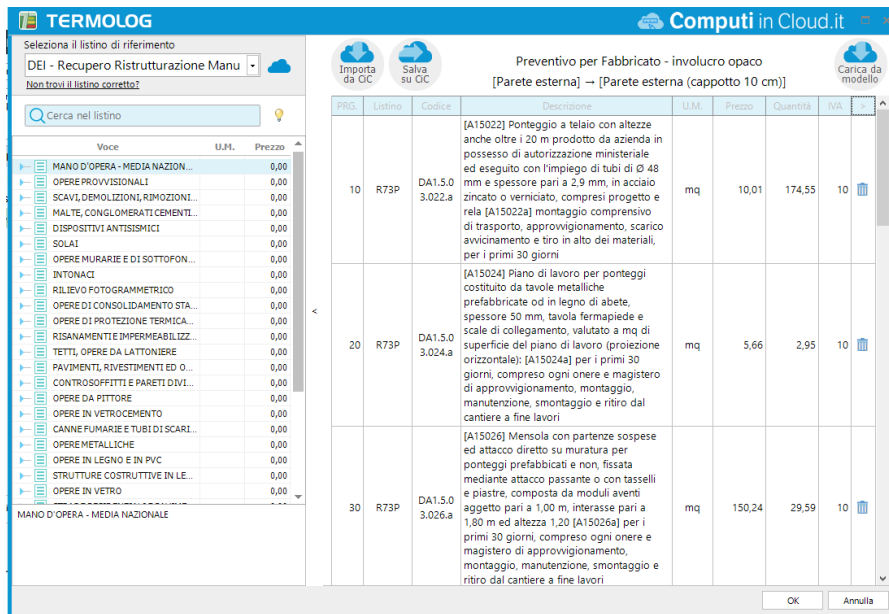 TERMOLOG
Computi in Cloud.it
Seleziona il listino di riferimento
DEI - Recupero Ristrutturazione Manu
Non trovi il listino corretto?
Cerca nel listino
Voce U.M. Prezzo
MANO D'OPERA - MEDIA NAZION... 0,00
OPERE PROVVISIONALI 0,00
SCAVI, DEMOLIZIONI, RIMOZIONI... 0,00
MALTE, CONGLOMERATI CEMENTI... 0,00
DISPOSITIVI ANTISISMICI 0,00
SOLAI 0,00
OPERE MURARIE E DI SOTTOFON... 0,00
INTONACI 0,00
RILIEVO FOTOGRAMMETRICO 0,00
OPERE DI CONSOLIDAMENTO STA... 0,00
OPERE DI PROTEZIONE TERMICA... 0,00
RISANAMENTI E IMPERMEABILIZZ... 0,00
TETTI, OPERE DA LATTONIERE 0,00
PAVIMENTI, RIVESTIMENTI ED O... 0,00
CONTROSOFFITTI E PARETI DIVI... 0,00
OPERE DA PITTORE 0,00
OPERE IN VETROCEMENTO 0,00
CANNE FUMARIE E TUBI DI SCARI... 0,00
OPERE METALLICHE 0,00
OPERE IN LEGNO E IN PVC 0,00
STRUTTURE COSTRUTTIVE IN LE... 0,00
OPERE IN VETRO 0,00
MANO D'OPERA - MEDIA NAZIONALE
<
Importa
da CiC
Salva
su CiC
Preventivo per Fabbricato - involucro opaco
[Parete esterna] → [Parete esterna (cappotto 10 cm)]
Carica da
modello
PRG. Listino Codice Descrizione U.M. Prezzo Quantità IVA >
[A15022] Ponteggio a telaio con altezze
anche oltre i 20 m prodotto da azienda in
possesso di autorizzazione ministeriale
ed eseguito con l'impiego di tubi di Ø 48
10 R73P DA1.5.0 3.022.a mm e spessore pari a 2,9 mm, in acciaio mq 10,01 174,55 10
zincato o verniciato, compresi progetto e
rela [A15022a] montaggio comprensivo
di trasporto, approvvigionamento, scarico
avvicinamento e tiro in alto dei materiali,
per i primi 30 giorni
[A15024] Piano di lavoro per ponteggi
costituito da tavole metalliche
prefabbricate od in legno di abete,
spessore 50 mm, tavola fermapiede e
scale di collegamento, valutato a mq di
20 R73P DA1.5.0 3.024.a superficie del piano di lavoro (proiezione mq 5,66 2,95 10
orizzontale): [A15024a] per i primi 30
giorni, compreso ogni onere e magistero
di approvvigionamento, montaggio,
manutenzione, smontaggio e ritiro dal
cantiere a fine lavori
[A15026] Mensola con partenze sospese
ed attacco diretto su muratura per
ponteggi prefabbicati e non, fissata
mediante attacco passante o con tasselli
e piastre, composta da moduli aventi
30 R73P DA1.5.0 3.026.a aggetto pari a 1,00 m, interasse pari a mq 150,24 29,59 10
1,80 m ed altezza 1,20 [A15026a] per i
primi 30 giorni, compreso ogni onere e
magistero di approvvigionamento,
montaggio, manutenzione, smontaggio e
ritiro dal cantiere a fine lavori
OK Annulla